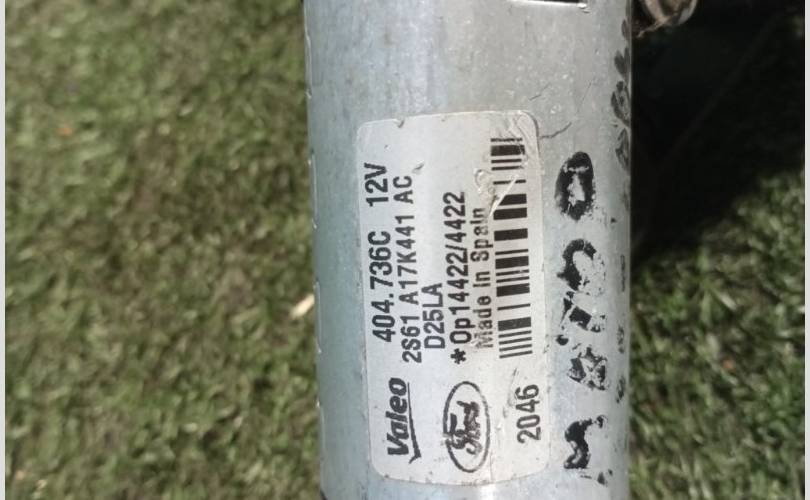 Valeo 404.736C 12V
2S61 A17K441 AC
D25LA
Ford *Op14422/4422
Made In Spain
2046